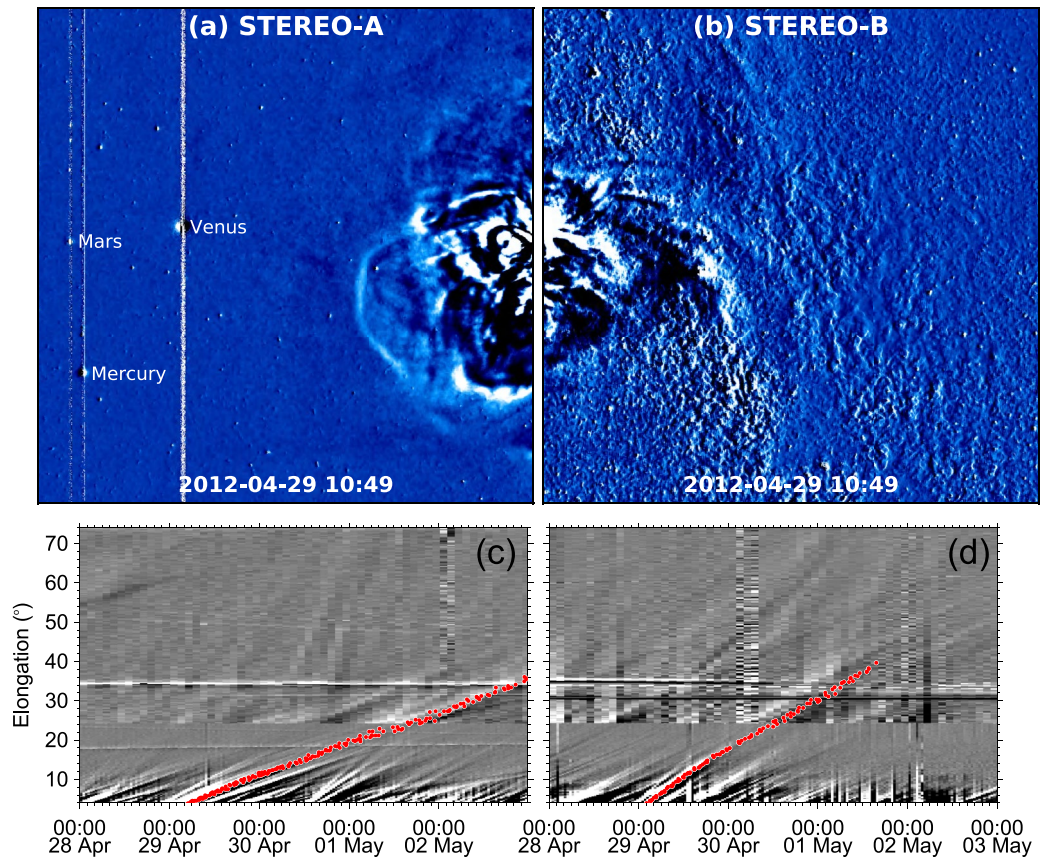 (a) STEREO-A
(b) STEREO-B
Venus
Mars
Mercury
2012-04-29 10:49
2012-04-29 10:49
(c)
(d)
Elongation (°)
70
60
50
40
30
20
10
00:00 00:00 00:00 00:00 00:00 00:00 00:00 00:00 00:00 00:00 00:00
28 Apr 29 Apr 30 Apr 01 May 02 May 28 Apr 29 Apr 30 Apr 01 May 02 May 03 May